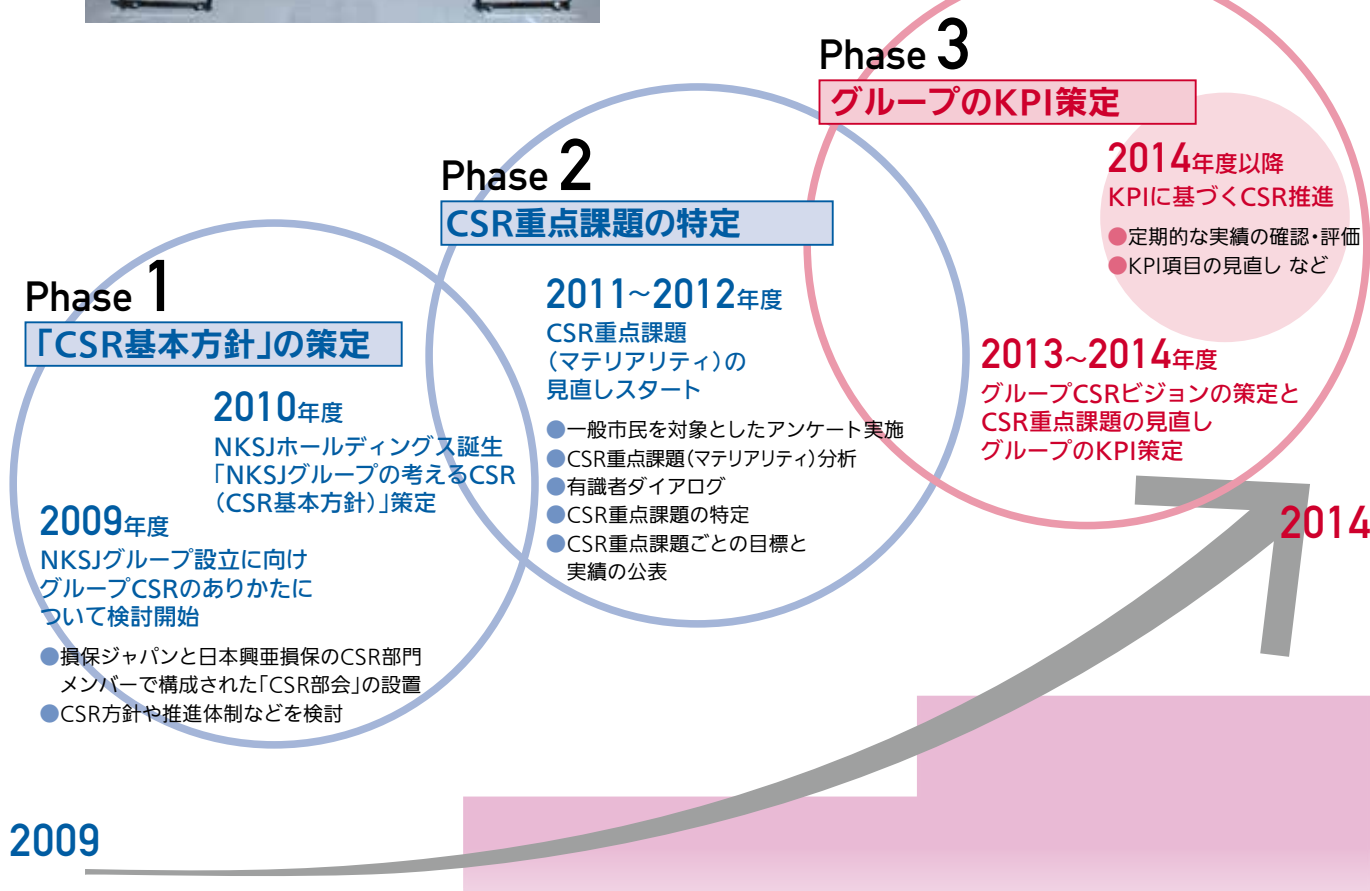 Phase 1
「CSR基本方針」の策定
2010年度
NKSJホールディングス誕生
「NKSJグループの考えるCSR
（CSR基本方針）」策定
2009年度
NKSJグループ設立に向け
グループCSRのありかたに
ついて検討開始
●損保ジャパンと日本興亜損保のCSR部門
メンバーで構成された「CSR部会」の設置
●CSR方針や推進体制などを検討
Phase 2
CSR重点課題の特定
2011～2012年度
CSR重点課題
（マテリアリティ）の
見直しスタート
●一般市民を対象としたアンケート実施
●CSR重点課題（マテリアリティ）分析
●有識者ダイアログ
●CSR重点課題の特定
●CSR重点課題ごとの目標と
実績の公表
Phase 3
グループのKPI策定
2014年度以降
KPIに基づくCSR推進
●定期的な実績の確認・評価
●KPI項目の見直し など
2013～2014年度
グループCSRビジョンの策定と
CSR重点課題の見直し
グループのKPI策定
2014
2009